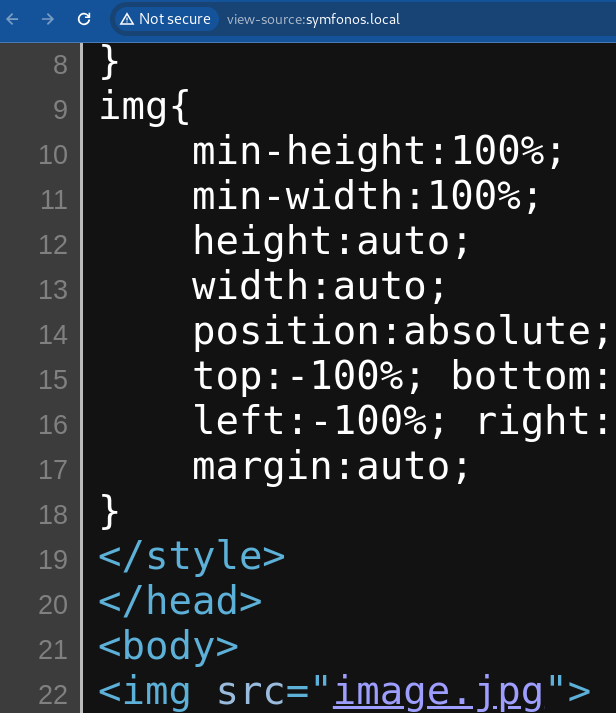 Not secure view-source:symfonos.local
8 }
9 img{
10 min-height:100%;
11 min-width:100%;
12 height:auto;
13 width:auto;
14 position:absolute;
15 top:-100%; bottom:
16 left:-100%; right:
17 margin:auto;
18 }
19 </style>
20 </head>
21 <body>
22 <img src="image.jpg">